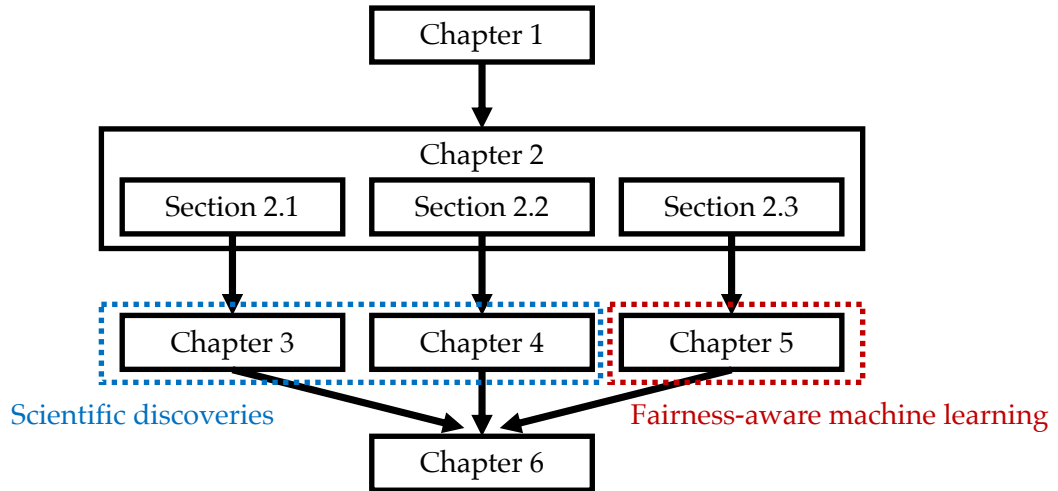 Chapter 1
Chapter 2
Section 2.1
Section 2.2
Section 2.3
Chapter 3
Chapter 4
Chapter 5
Scientific discoveries
Fairness-aware machine learning
Chapter 6